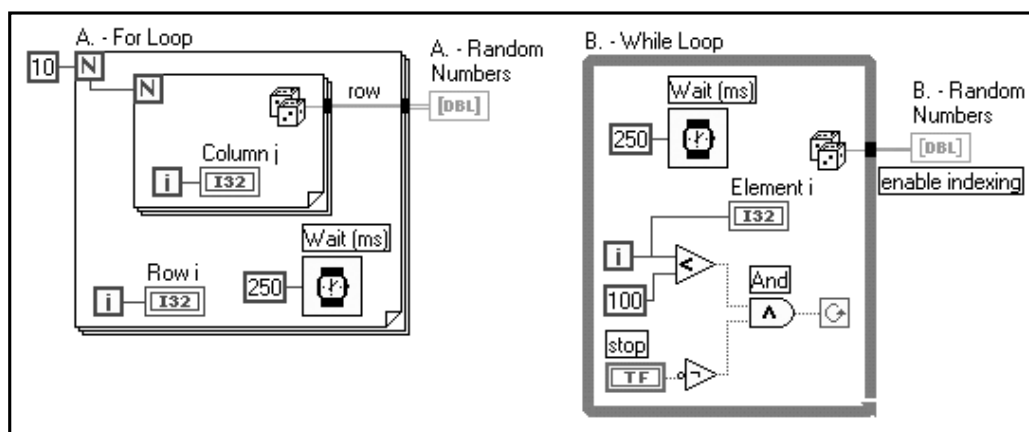 A. - For Loop
10
N
N
row
A. - Random
Numbers
[DBL]
Column j
i
I32
Wait (ms)
250
Row i
i
I32
B. - While Loop
Wait (ms)
250
B. - Random
Numbers
[DBL]
enable indexing
Element i
I32
i
<
100
And
∧
stop
TF
¬